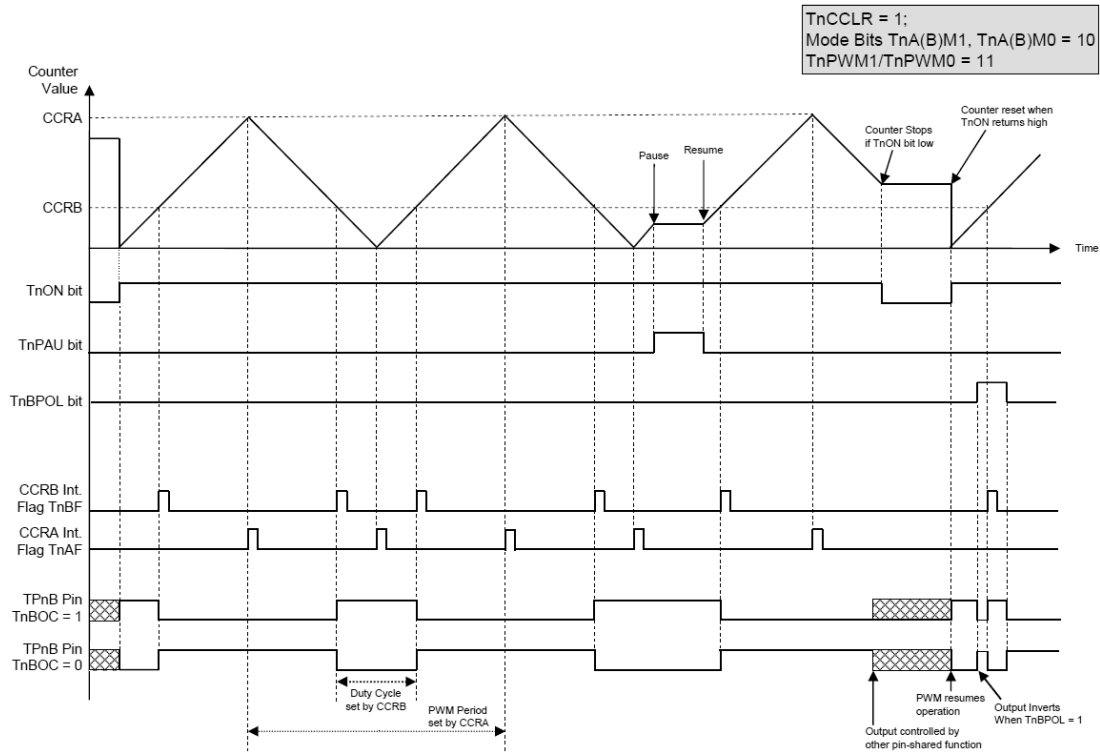 TnCCLR = 1;
Mode Bits TnA(B)M1, TnA(B)M0 = 10
TnPWM1/TnPWM0 = 11
Counter
Value
CCRA
Counter Stops
if TnON bit low
Counter reset when
TnON returns high
Pause
Resume
CCRB
Time
TnON bit
TnPAU bit
TnBPOL bit
CCRB Int.
Flag TnBF
CCRA Int.
Flag TnAF
TPnB Pin
TnBOC = 1
TPnB Pin
TnBOC = 0
Duty Cycle
set by CCRB
PWM Period
set by CCRA
Output controlled by
other pin-shared function
PWM resumes
operation
Output Inverts
When TnBPOL = 1